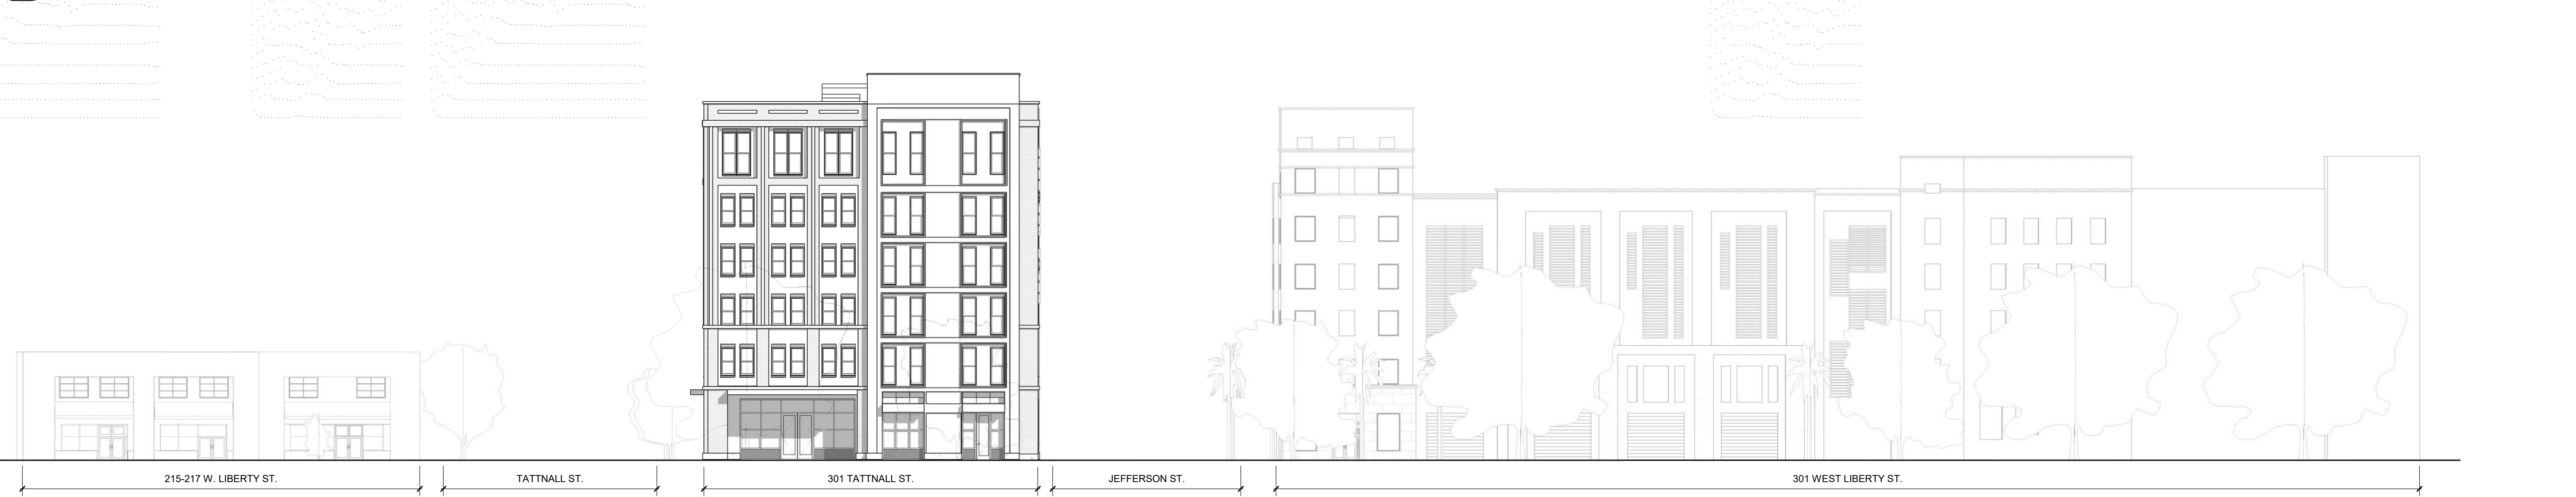 215-217 W. LIBERTY ST.
TATTNALL ST.
301 TATTNALL ST.
JEFFERSON ST.
301 WEST LIBERTY ST.